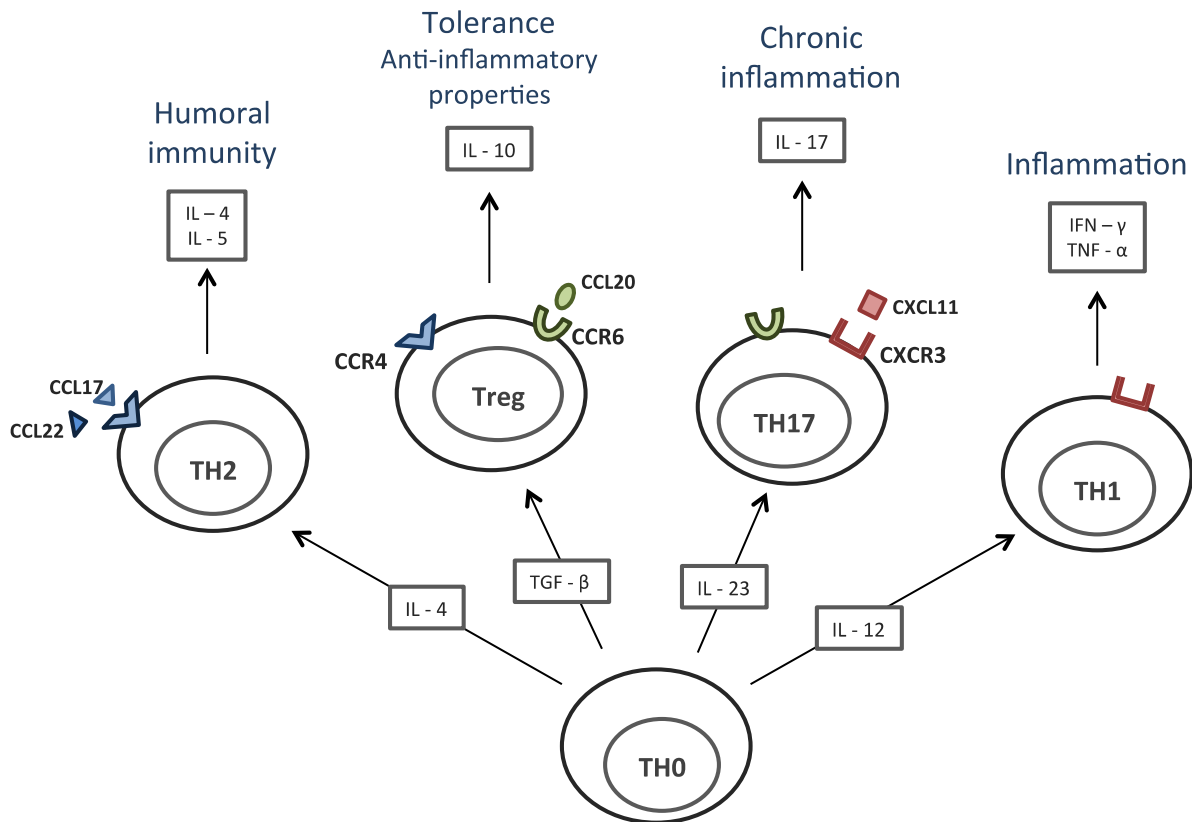 Tolerance
Anti-inflammatory
properties
Chronic
inflammation
Humoral
immunity
Inflammation
IL - 10
IL - 17
IL – 4
IL - 5
IFN – γ
TNF - α
CCL20
CCR6
CCR4
CXCL11
CXCR3
CCL17
CCL22
TH2
Treg
TH17
TH1
IL - 4
TGF - β
IL - 23
IL - 12
TH0